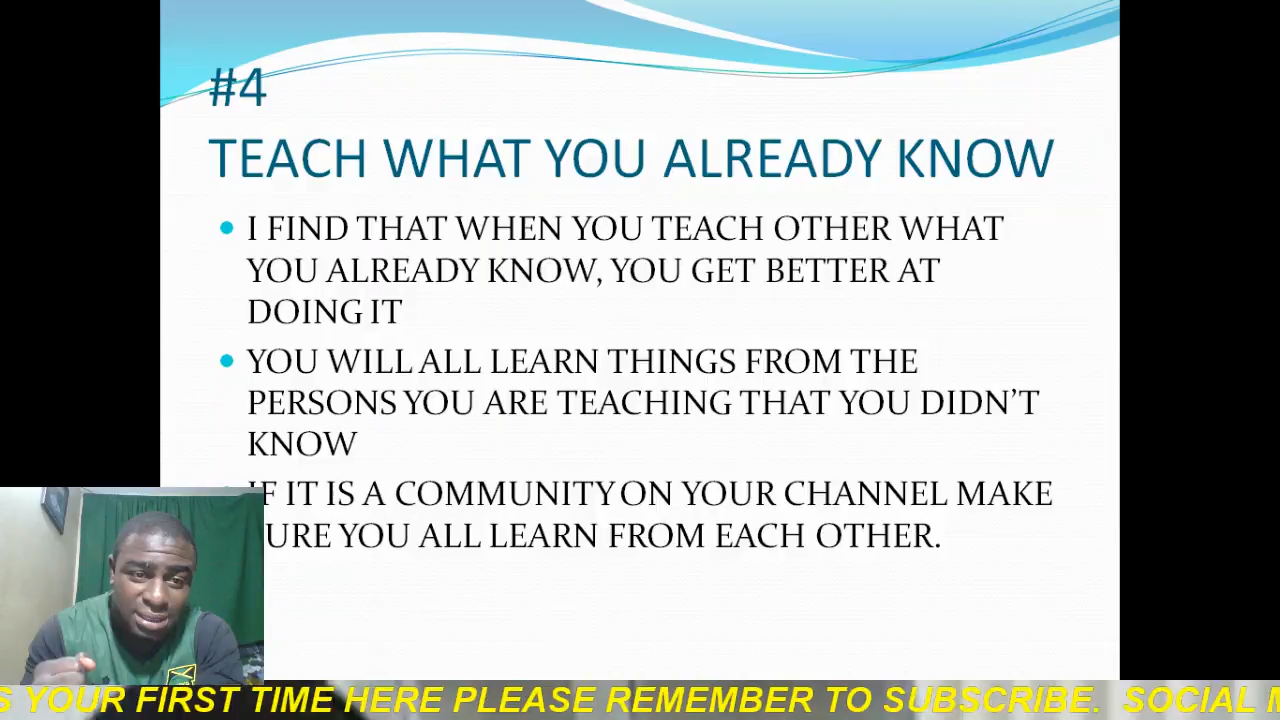 #4
TEACH WHAT YOU ALREADY KNOW
I FIND THAT WHEN YOU TEACH OTHER WHAT
YOU ALREADY KNOW, YOU GET BETTER AT
DOING IT
YOU WILL ALL LEARN THINGS FROM THE
PERSONS YOU ARE TEACHING THAT YOU DIDN'T
KNOW
IF IT IS A COMMUNITY ON YOUR CHANNEL MAKE
URE YOU ALL LEARN FROM EACH OTHER.
S YOUR FIRST TIME HERE PLEASE REMEMBER TO SUBSCRIBE. SOCIAL